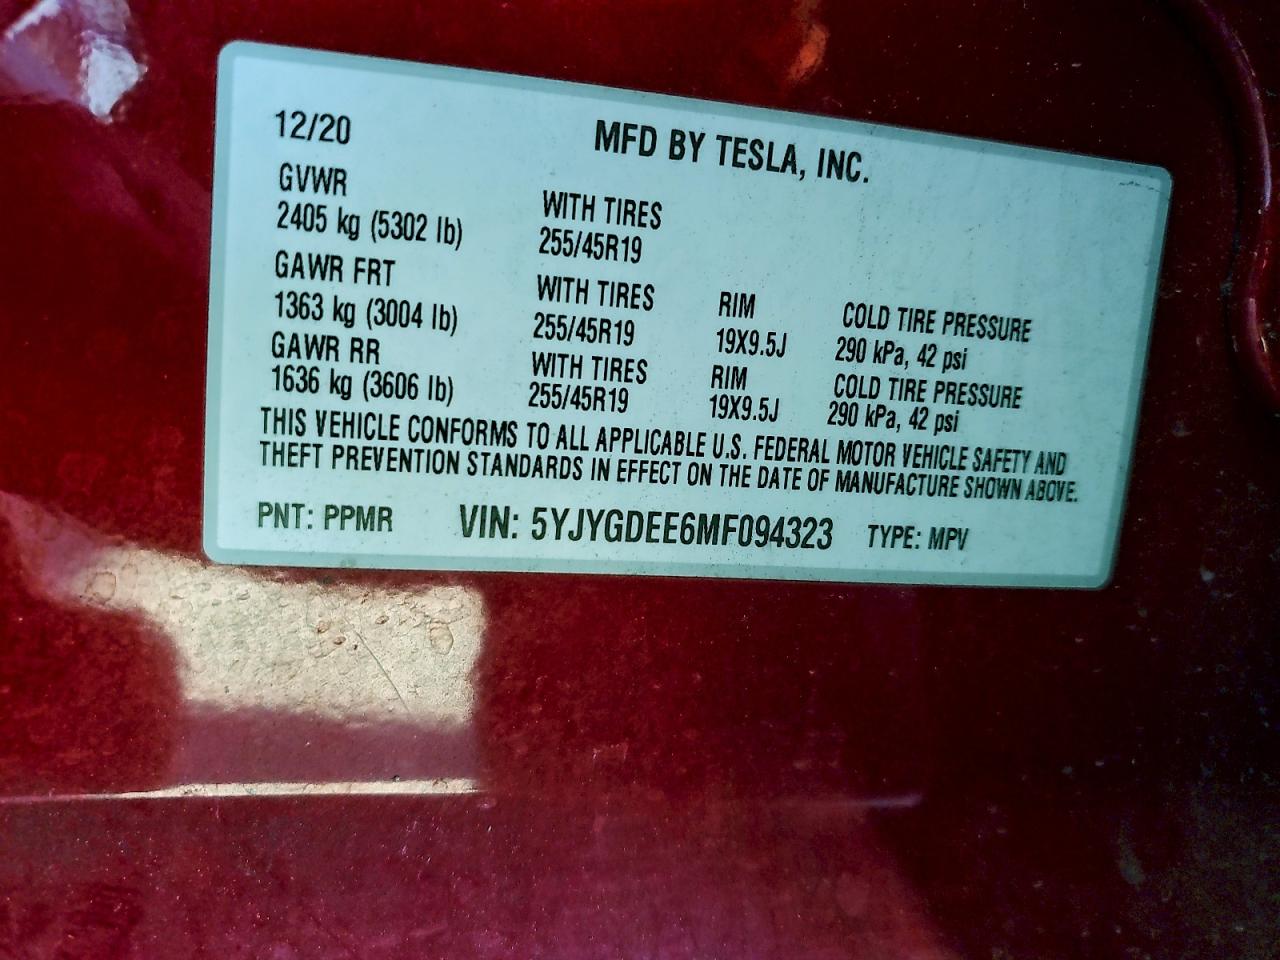 12/20 MFD BY TESLA, INC.
GVWR WITH TIRES
2405 kg (5302 lb) 255/45R19
GAWR FRT WITH TIRES RIM COLD TIRE PRESSURE
1363 kg (3004 lb) 255/45R19 19X9.5J 290 kPa, 42 psi
GAWR RR WITH TIRES RIM COLD TIRE PRESSURE
1636 kg (3606 lb) 255/45R19 19X9.5J 290 kPa, 42 psi
THIS VEHICLE CONFORMS TO ALL APPLICABLE U.S. FEDERAL MOTOR VEHICLE SAFETY AND
THEFT PREVENTION STANDARDS IN EFFECT ON THE DATE OF MANUFACTURE SHOWN ABOVE.
PNT: PPMR VIN: 5YJYGDEE6MF094323 TYPE: MPV